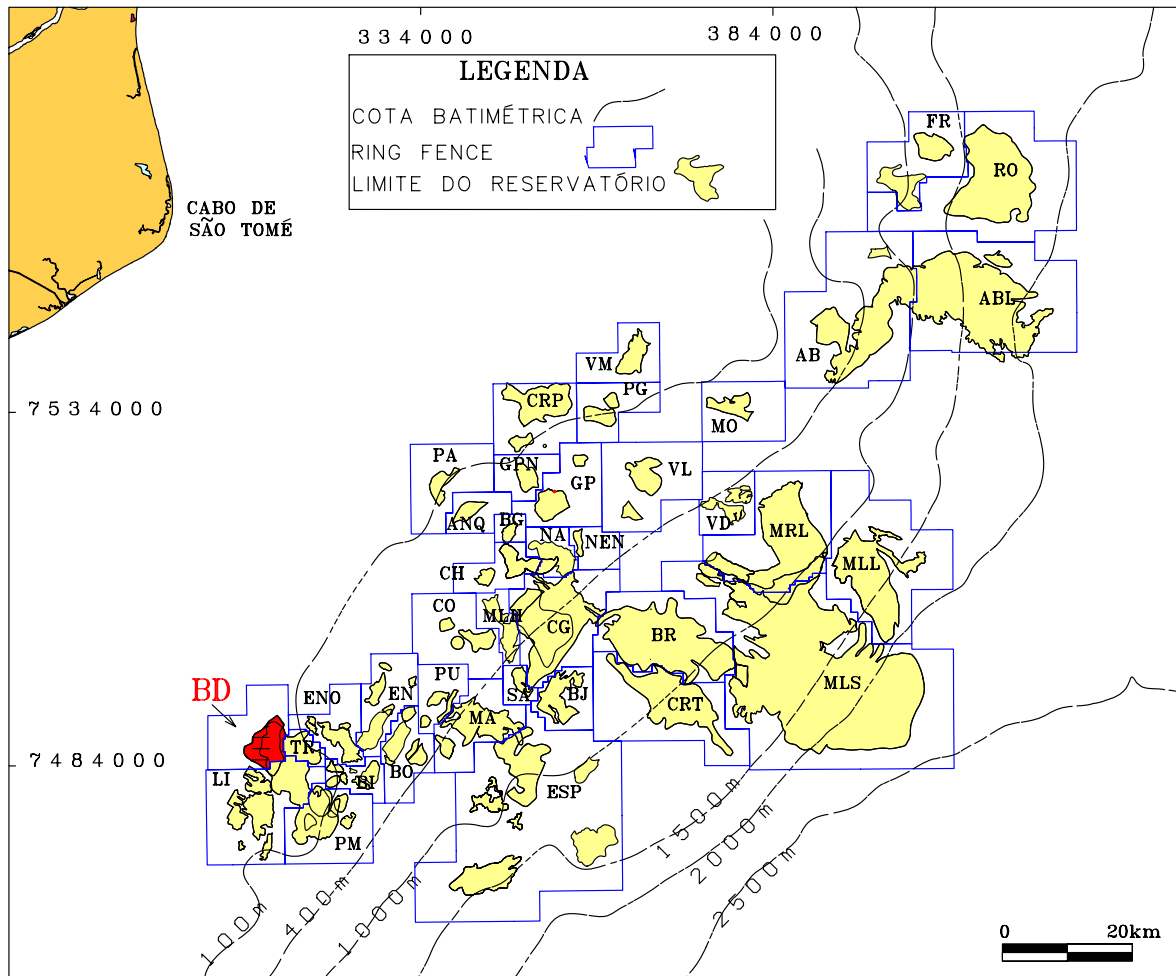 334000
384000
LEGENDA
COTA BATIMÉTRICA
RING FENCE
LIMITE DO RESERVATÓRIO
CABO DE
SÃO TOMÉ
FR
RO
ABL
AB
VM
PG
CRP
MO
7534000
PA
GPN
GP
VL
ANQ
BG
VD
MRL
NA
NEN
MLL
CH
CO
MLH
CG
BR
MLS
PU
SA
BJ
CRT
BD
ENO
EN
MA
TR
7484000
LI
BI
BO
ESP
PM
100m
400m
1000m
1500m
2000m
2500m
0 20km